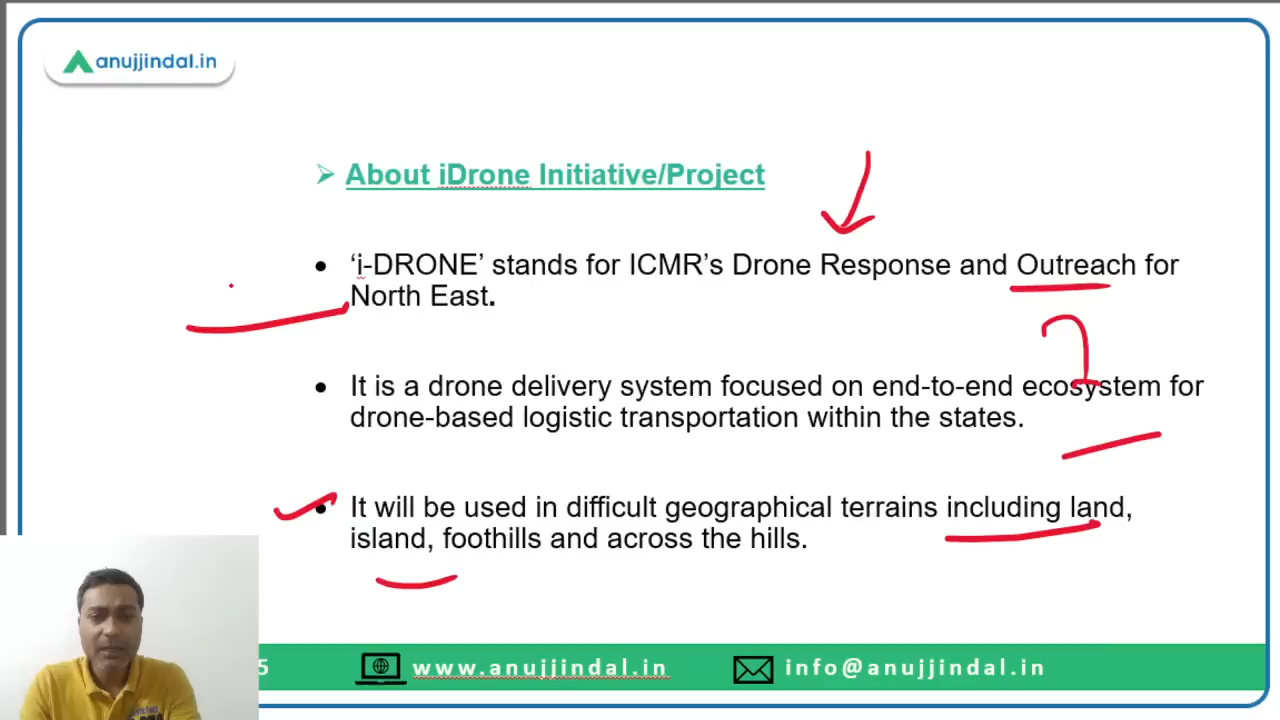 anujjindal.in
About iDrone Initiative/Project
‘i-DRONE’ stands for ICMR’s Drone Response and Outreach for
North East.
It is a drone delivery system focused on end-to-end ecosystem for
drone-based logistic transportation within the states.
It will be used in difficult geographical terrains including land,
island, foothills and across the hills.
5 www.anujjindal.in info@anujjindal.in